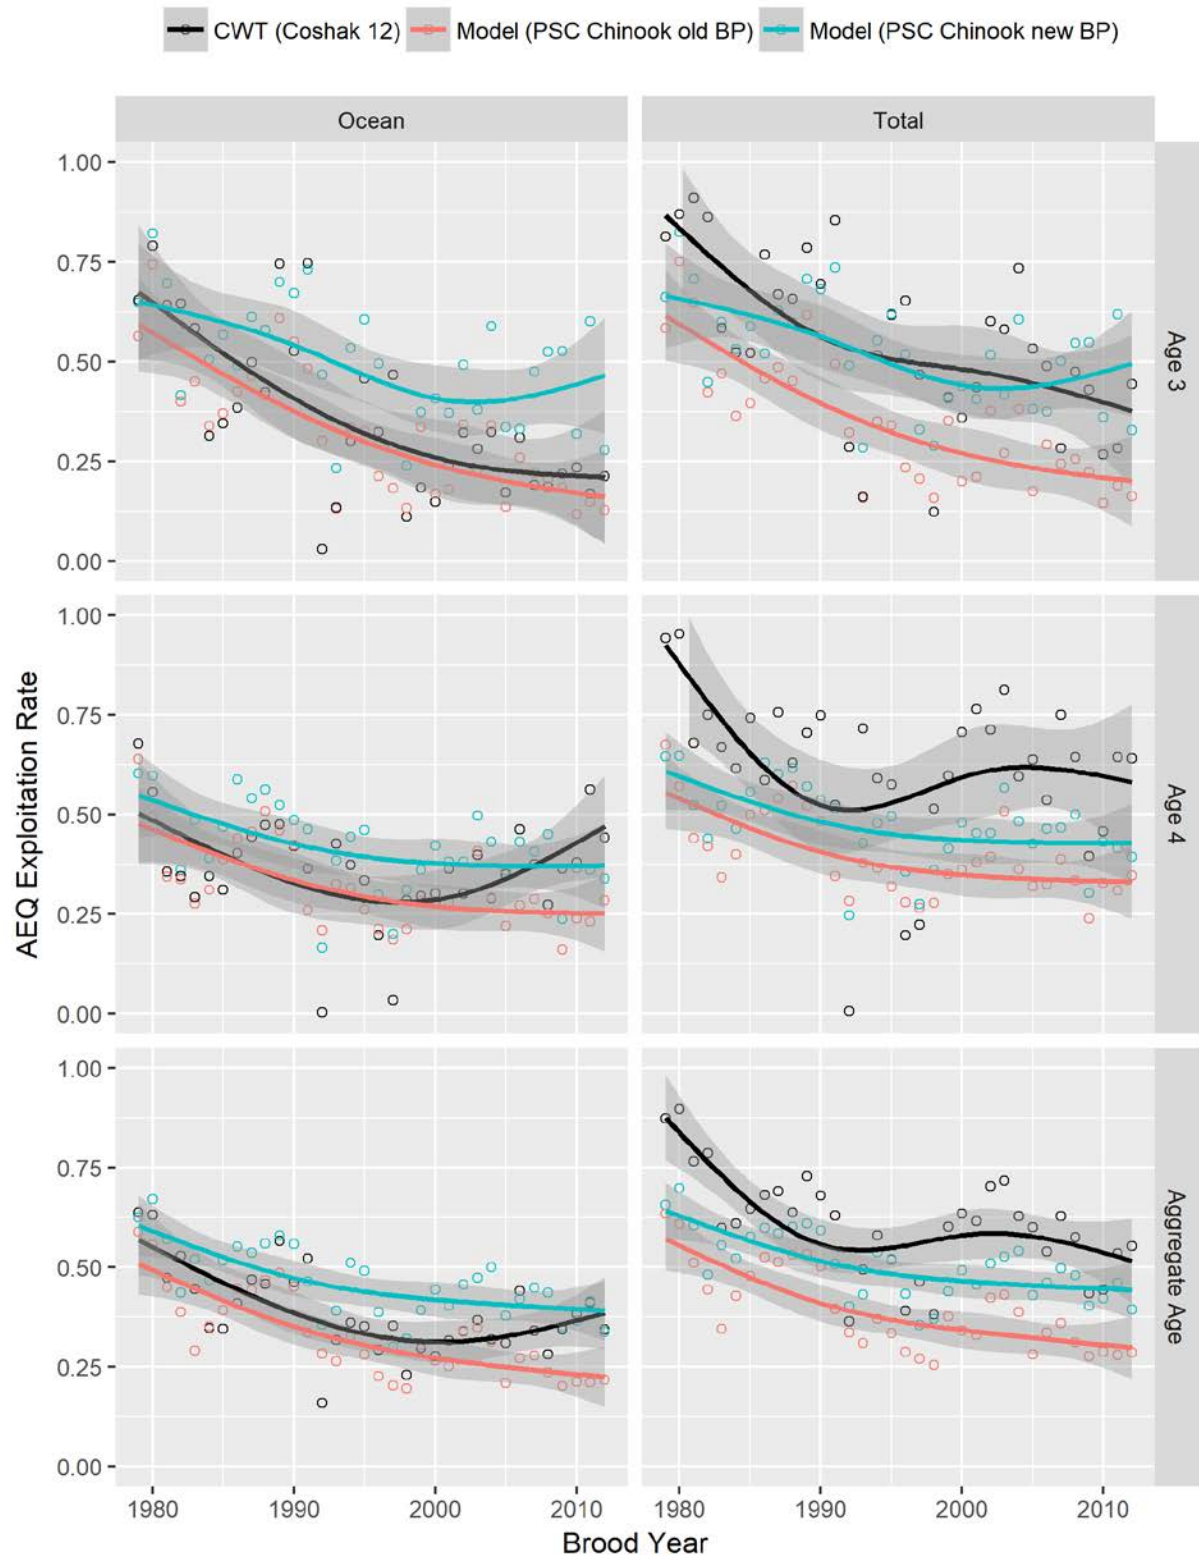 CWT (Coshak 12) Model (PSC Chinook old BP) Model (PSC Chinook new BP)
Ocean Total
1.00
0.75
0.50
0.25
0.00
Age 3
1.00
0.75
0.50
0.25
0.00
Age 4
AEQ Exploitation Rate
1.00
0.75
0.50
0.25
0.00
Aggregate Age
1980 1990 2000 2010 1980 1990 2000 2010
Brood Year